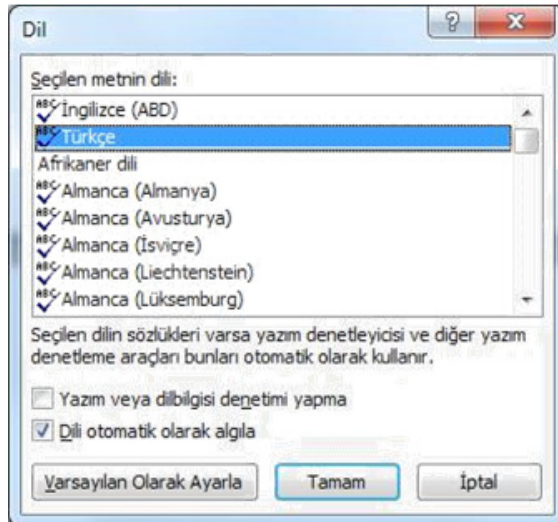 Dil
Seçilen metnin dili:
İngilizce (ABD)
Türkçe
Afrikaner dili
Almanca (Almanya)
Almanca (Avusturya)
Almanca (İsviçre)
Almanca (Liechtenstein)
Almanca (Lüksemburg)
Seçilen dilin sözlükleri varsa yazım denetleyicisi ve diğer yazım
denetleme araçları bunları otomatik olarak kullanır.
Yazım veya dilbilgisi denetimi yapma
Dili otomatik olarak algıla
Varsayılan Olarak Ayarla Tamam İptal